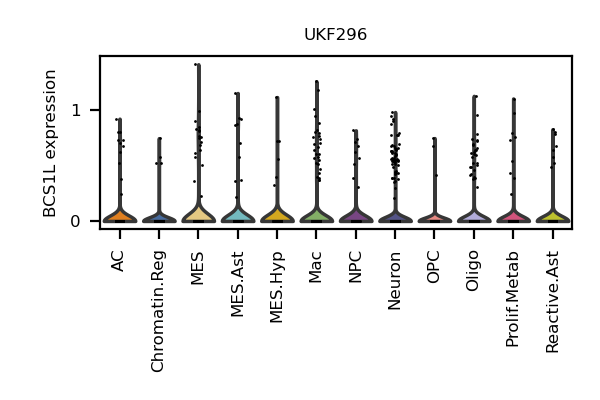 UKF296
BCS1L expression
1
0
AC
Chromatin.Reg
MES
MES.Ast
MES.Hyp
Mac
NPC
Neuron
OPC
Oligo
Prolif.Metab
Reactive.Ast